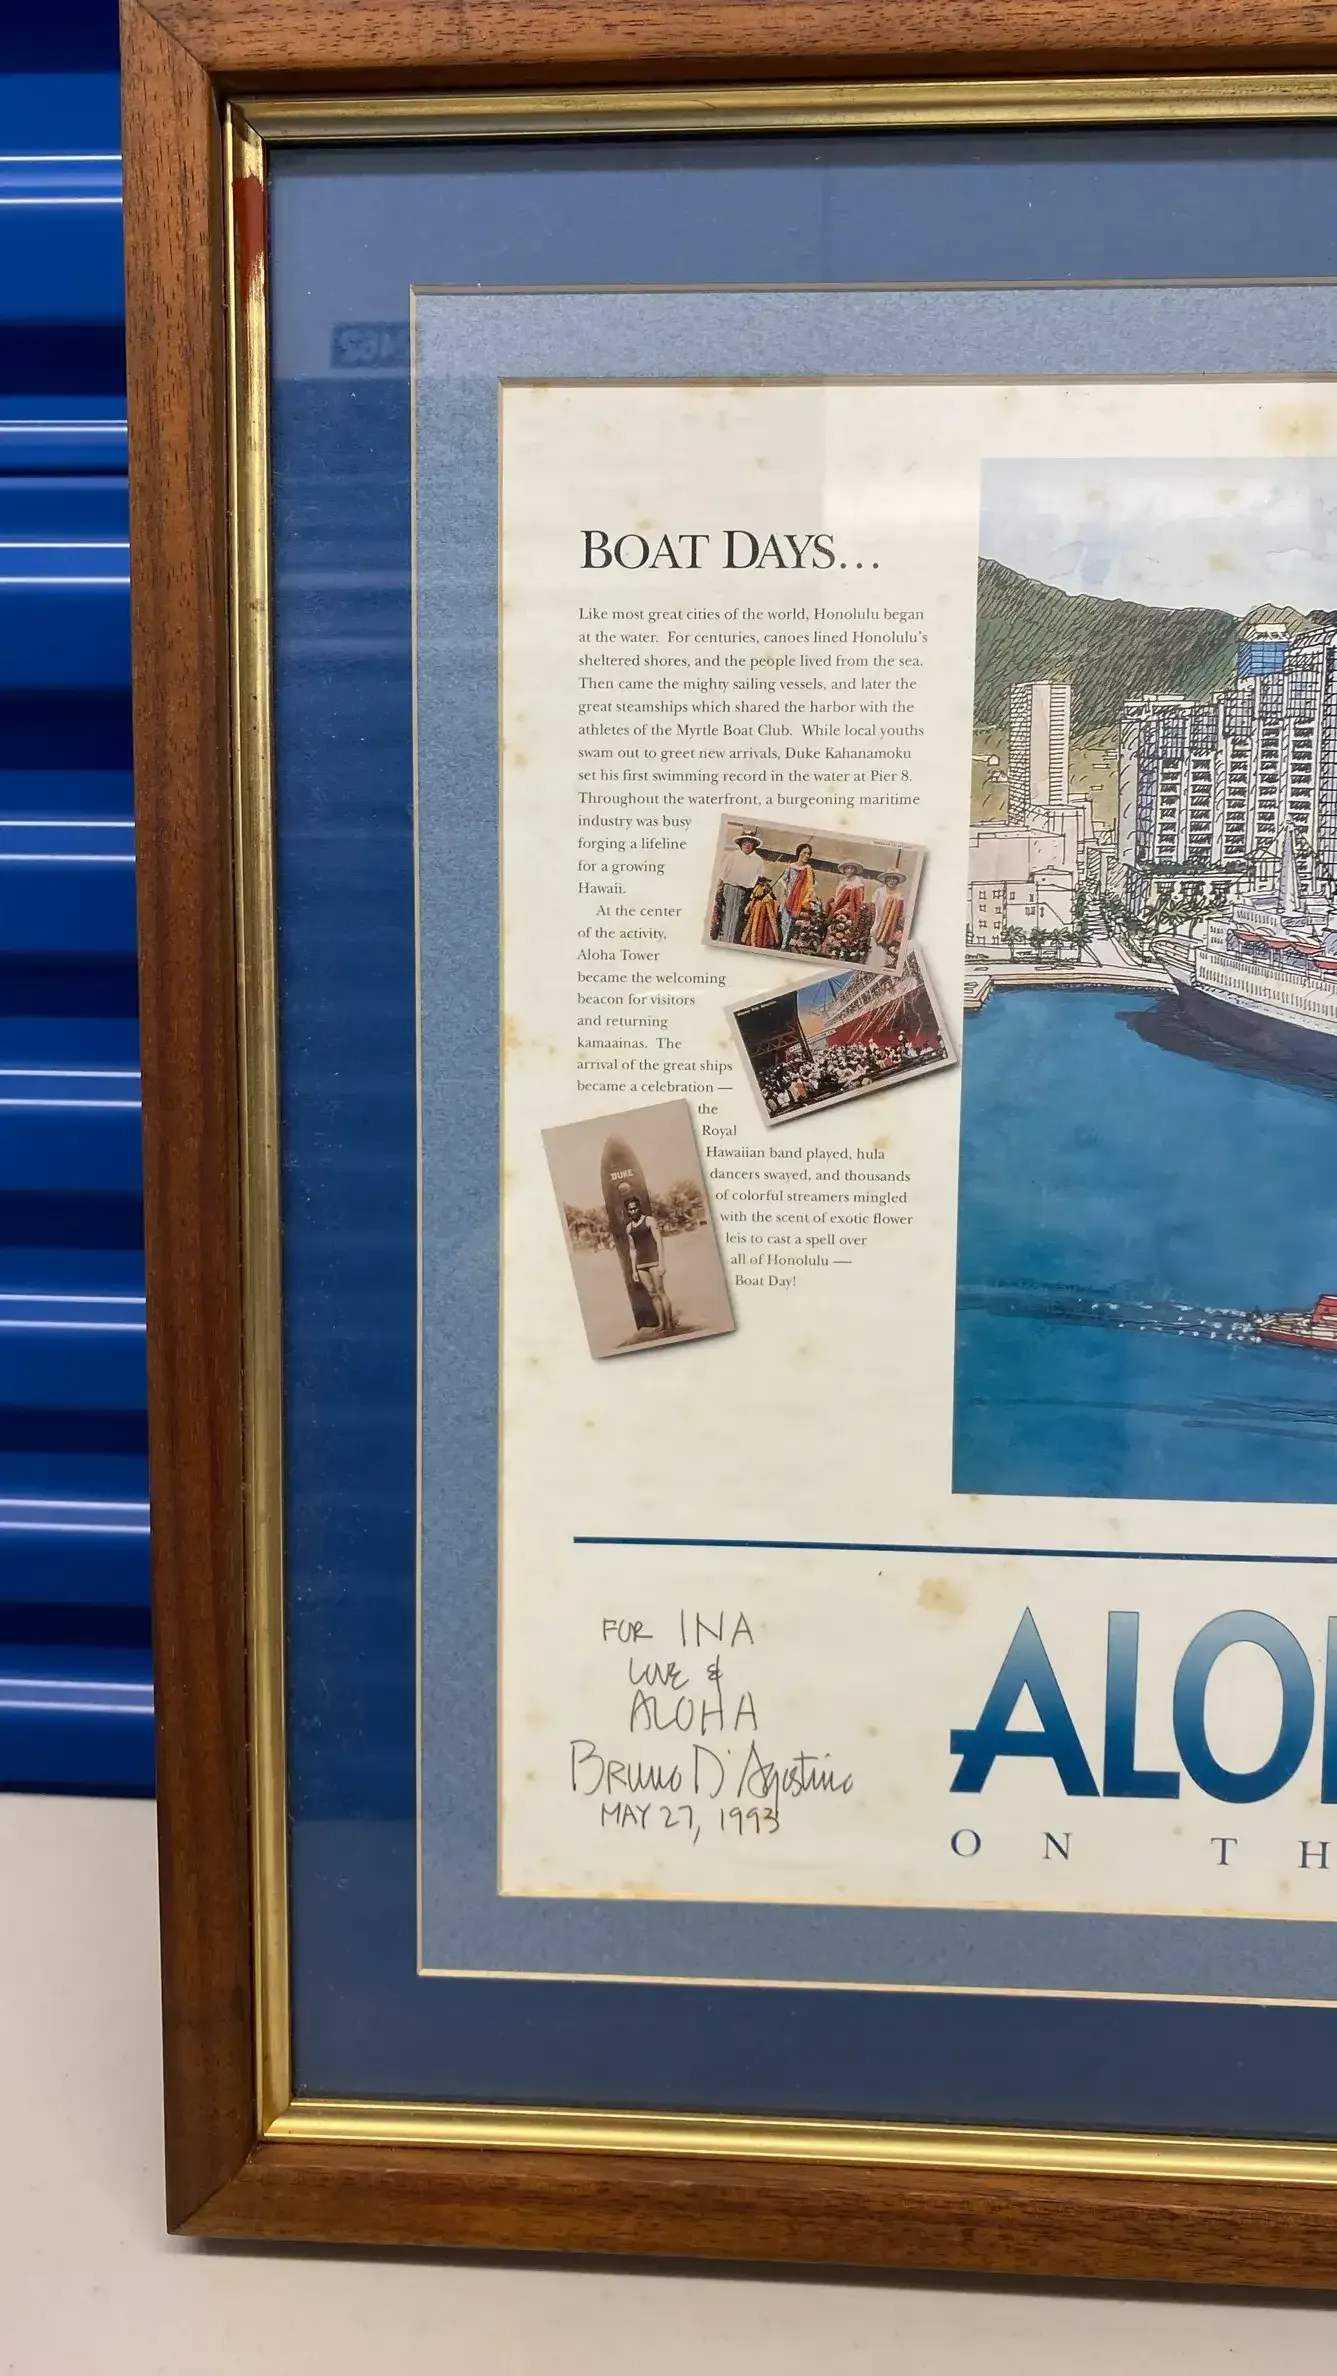 BOAT DAYS...
Like most great cities of the world, Honolulu began
at the water. For centuries, canoes lined Honolulu's
sheltered shores, and the people lived from the sea.
Then came the mighty sailing vessels, and later the
great steamships which shared the harbor with the
athletes of the Myrtle Boat Club. While local youths
swam out to greet new arrivals, Duke Kahanamoku
set his first swimming record in the water at Pier 8.
Throughout the waterfront, a burgeoning maritime
industry was busy
forging a lifeline
for a growing
Hawaii.
At the center
of the activity,
Aloha Tower
became the welcoming
beacon for visitors
and returning
kamaainas. The
arrival of the great ships
became a celebration —
the
Royal
Hawaiian band played, hula
dancers swayed, and thousands
of colorful streamers mingled
with the scent of exotic flower
leis to cast a spell over
all of Honolulu —
Boat Day!
DUKE
FOR INA
LOVE &
ALOHA
BRUNO D'Agostino
MAY 27, 1993
ALO
ON TH